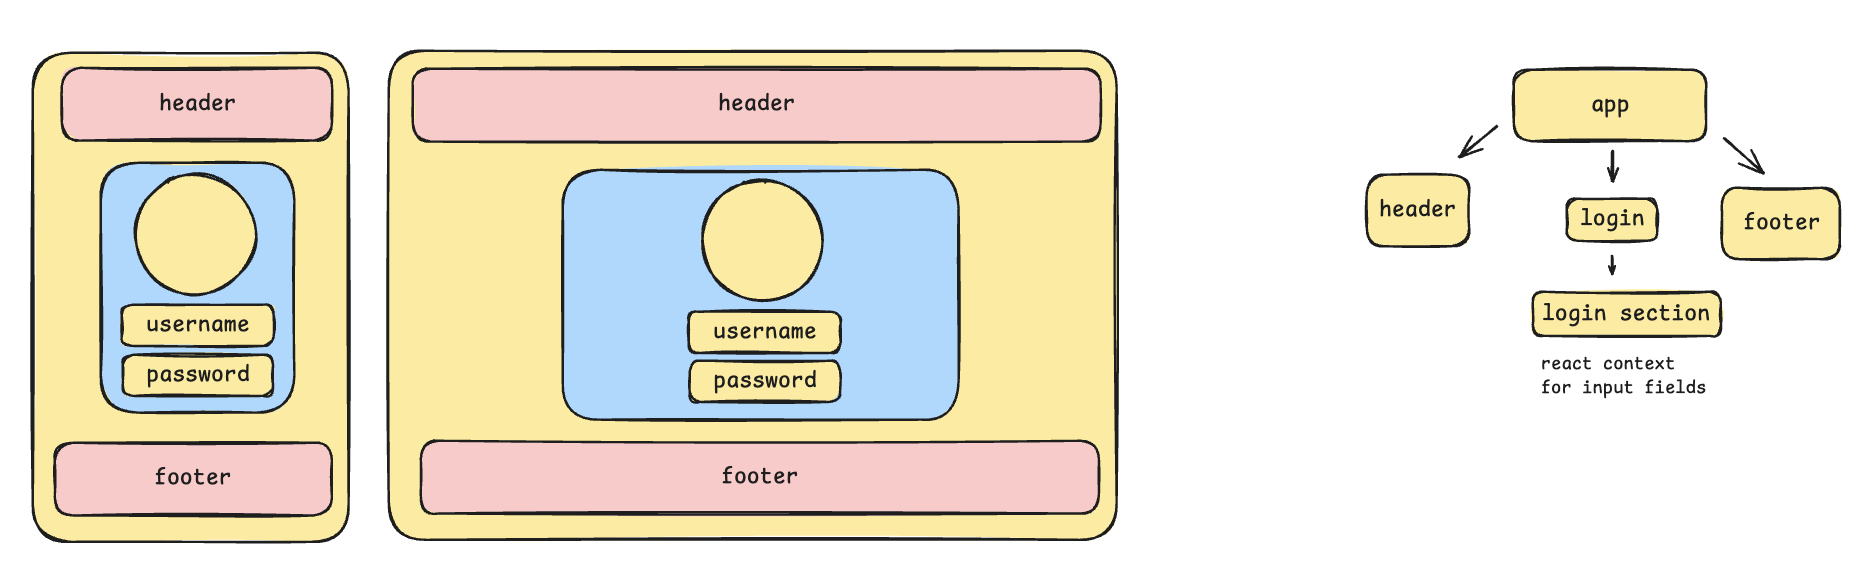 header
username
password
footer
header
username
password
footer
app
header
login
footer
login section
react context
for input fields